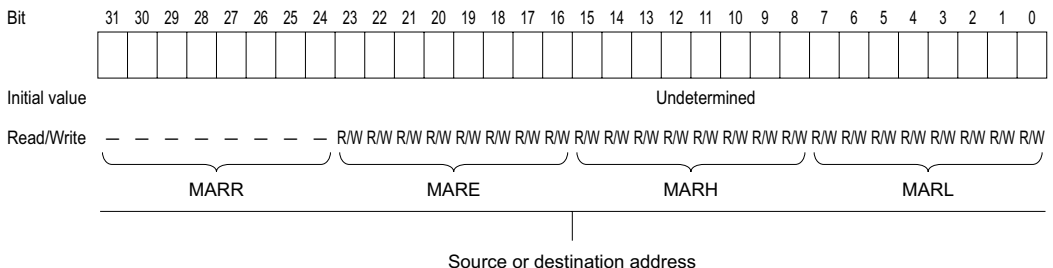 Bit 31 30 29 28 27 26 25 24 23 22 21 20 19 18 17 16 15 14 13 12 11 10 9 8 7 6 5 4 3 2 1 0
Initial value Undetermined
Read/Write — — — — — — — — R/W R/W R/W R/W R/W R/W R/W R/W R/W R/W R/W R/W R/W R/W R/W R/W R/W R/W R/W R/W R/W R/W R/W R/W
MARR MARE MARH MARL
Source or destination address